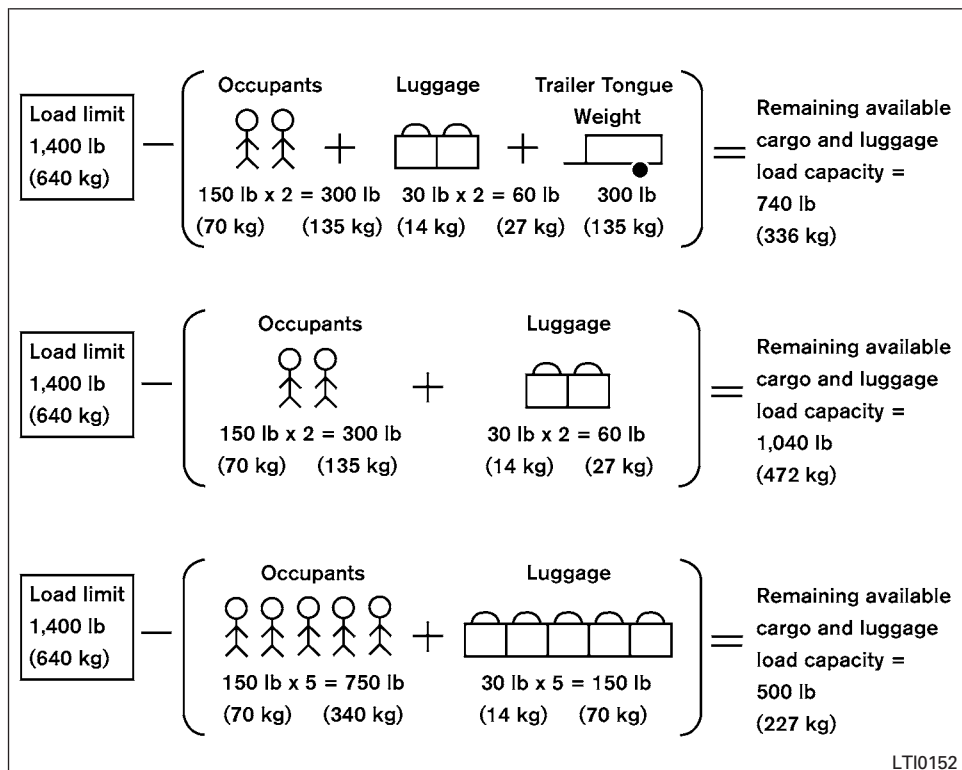 Load limit
1,400 lb
(640 kg)
Occupants
150 lb x 2 = 300 lb
(70 kg) (135 kg)
+
Luggage
30 lb x 2 = 60 lb
(14 kg) (27 kg)
+
Trailer Tongue
Weight
300 lb
(135 kg)
=
Remaining available
cargo and luggage
load capacity =
740 lb
(336 kg)
Load limit
1,400 lb
(640 kg)
Occupants
150 lb x 2 = 300 lb
(70 kg) (135 kg)
+
Luggage
30 lb x 2 = 60 lb
(14 kg) (27 kg)
=
Remaining available
cargo and luggage
load capacity =
1,040 lb
(472 kg)
Load limit
1,400 lb
(640 kg)
Occupants
150 lb x 5 = 750 lb
(70 kg) (340 kg)
+
Luggage
30 lb x 5 = 150 lb
(14 kg) (70 kg)
=
Remaining available
cargo and luggage
load capacity =
500 lb
(227 kg)
LTI0152